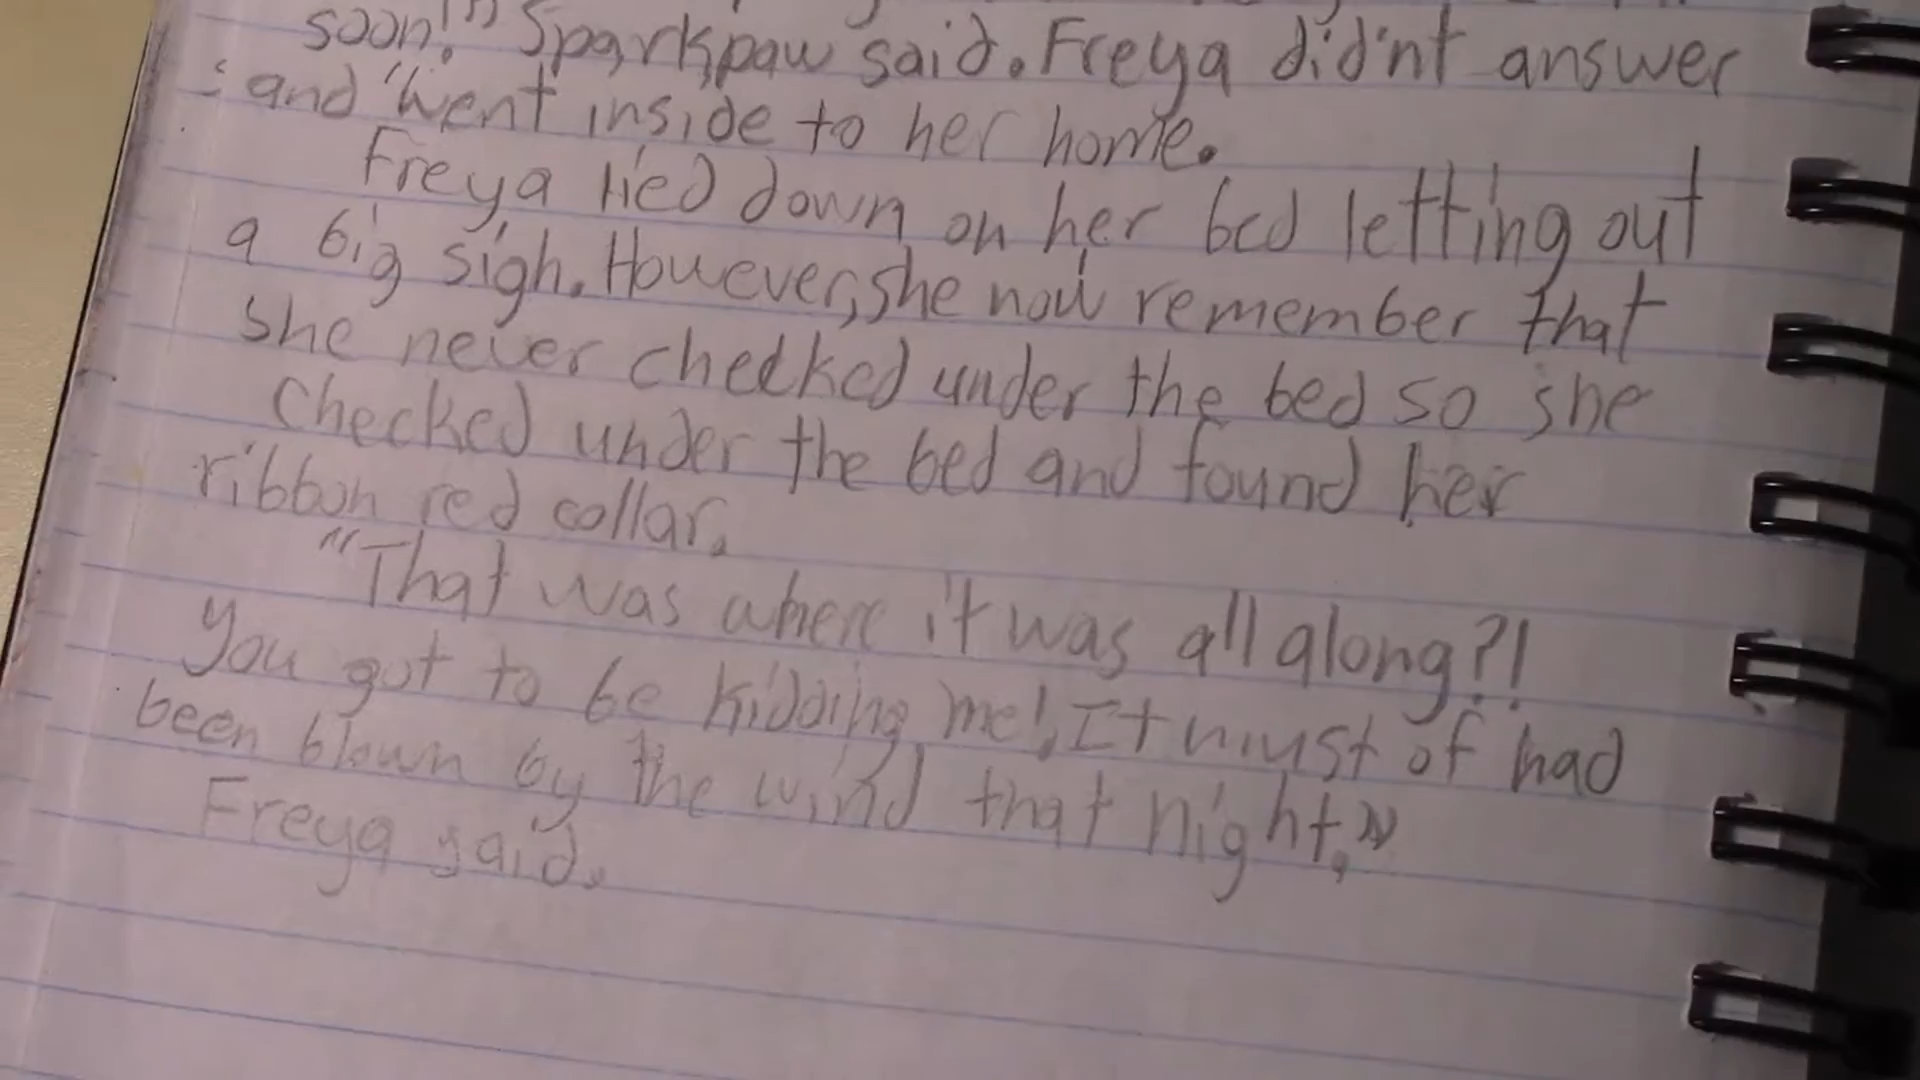 soon!" Sparkpaw said. Freya did'nt answer
and went inside to her home.
Freya lied down on her bed letting out
a big sigh. However, she now remember that
she never checked under the bed so she
checked under the bed and found her
ribbon red collar.
"That was where it was all along?!
You got to be kidding me! It must of had
been blown by the wind that night,"
Freya said.